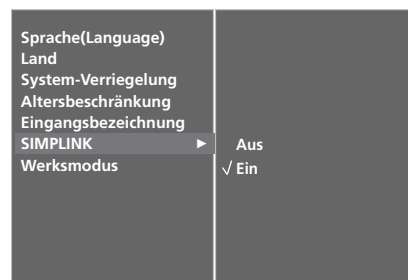 Sprache(Language)
Land
System-Verriegelung
Altersbeschränkung
Eingangsbezeichnung
SIMPLINK ►
Werksmodus
Aus
√ Ein